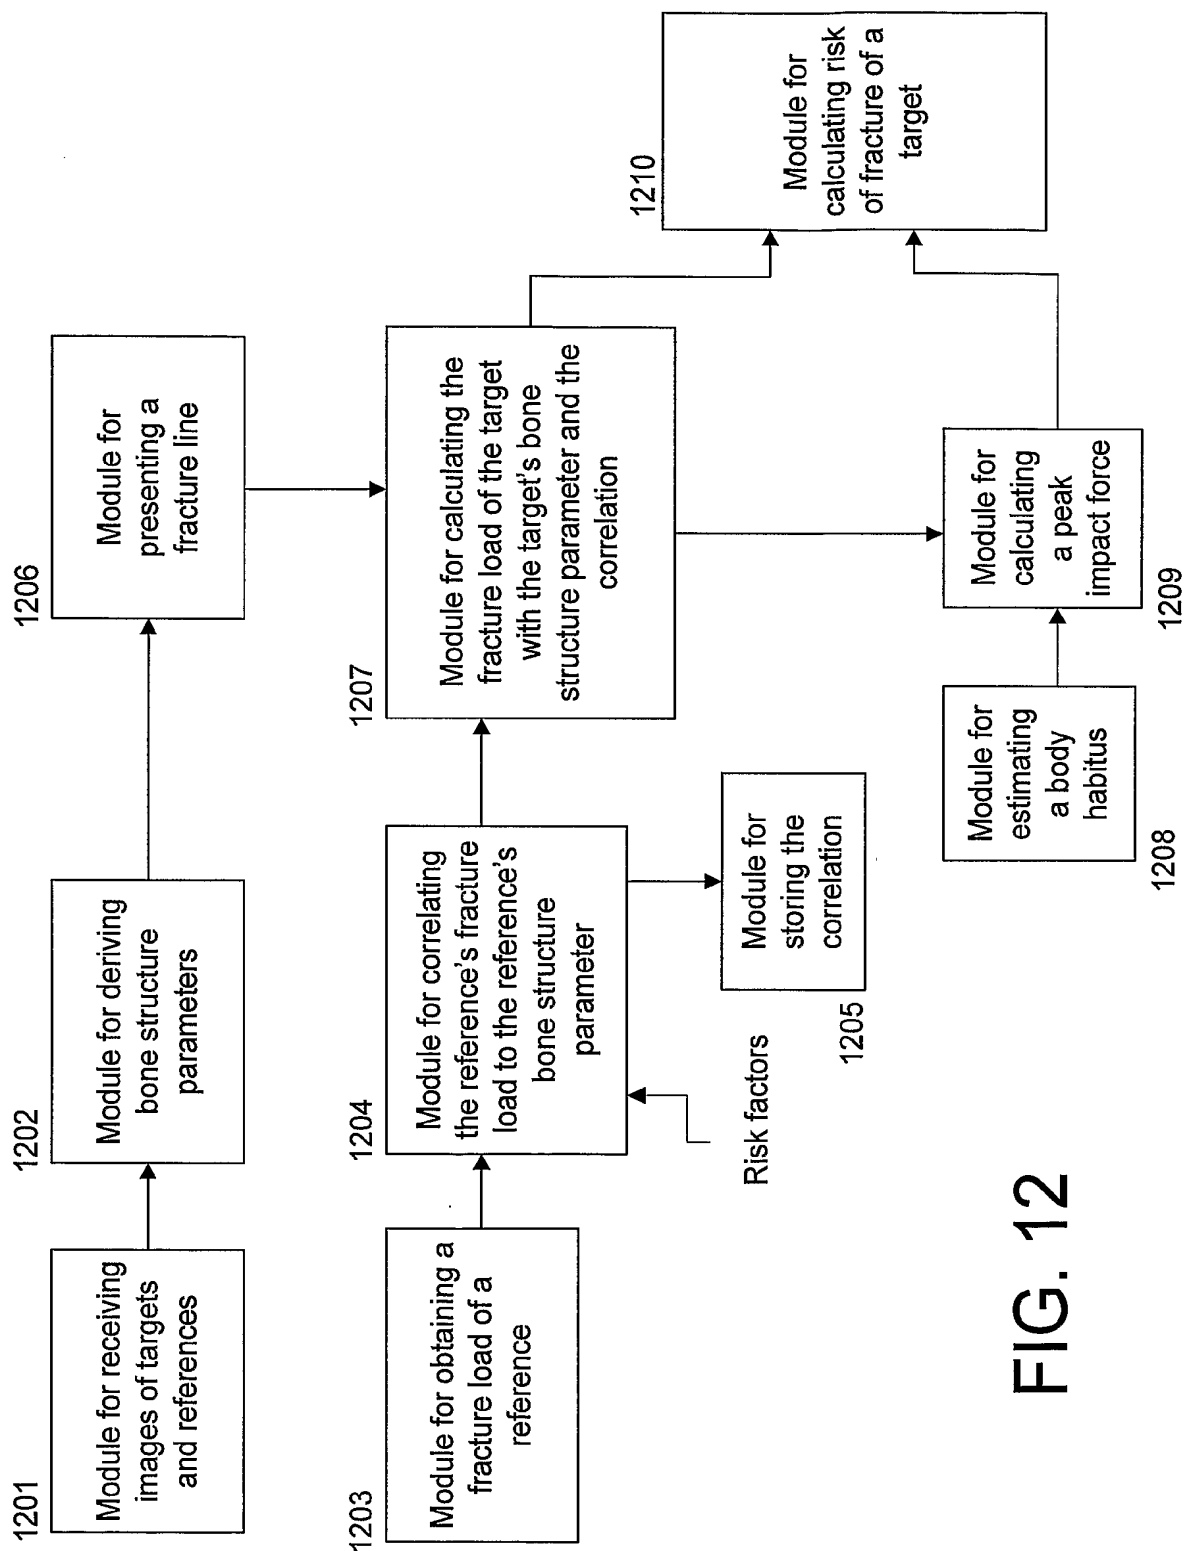 1201
Module for receiving
images of targets
and references
1202
Module for deriving
bone structure
parameters
1206
Module for
presenting a
fracture line
1203
Module for obtaining a
fracture load of a
reference
1204
Module for correlating
the reference's fracture
load to the reference's
bone structure
parameter
Risk factors
1205
Module for
storing the
correlation
1207
Module for calculating the
fracture load of the target
with the target's bone
structure parameter and the
correlation
1210
Module for
calculating risk
of fracture of a
target
1208
Module for
estimating
a body
habitus
1209
Module for
calculating
a peak
impact force
FIG. 12